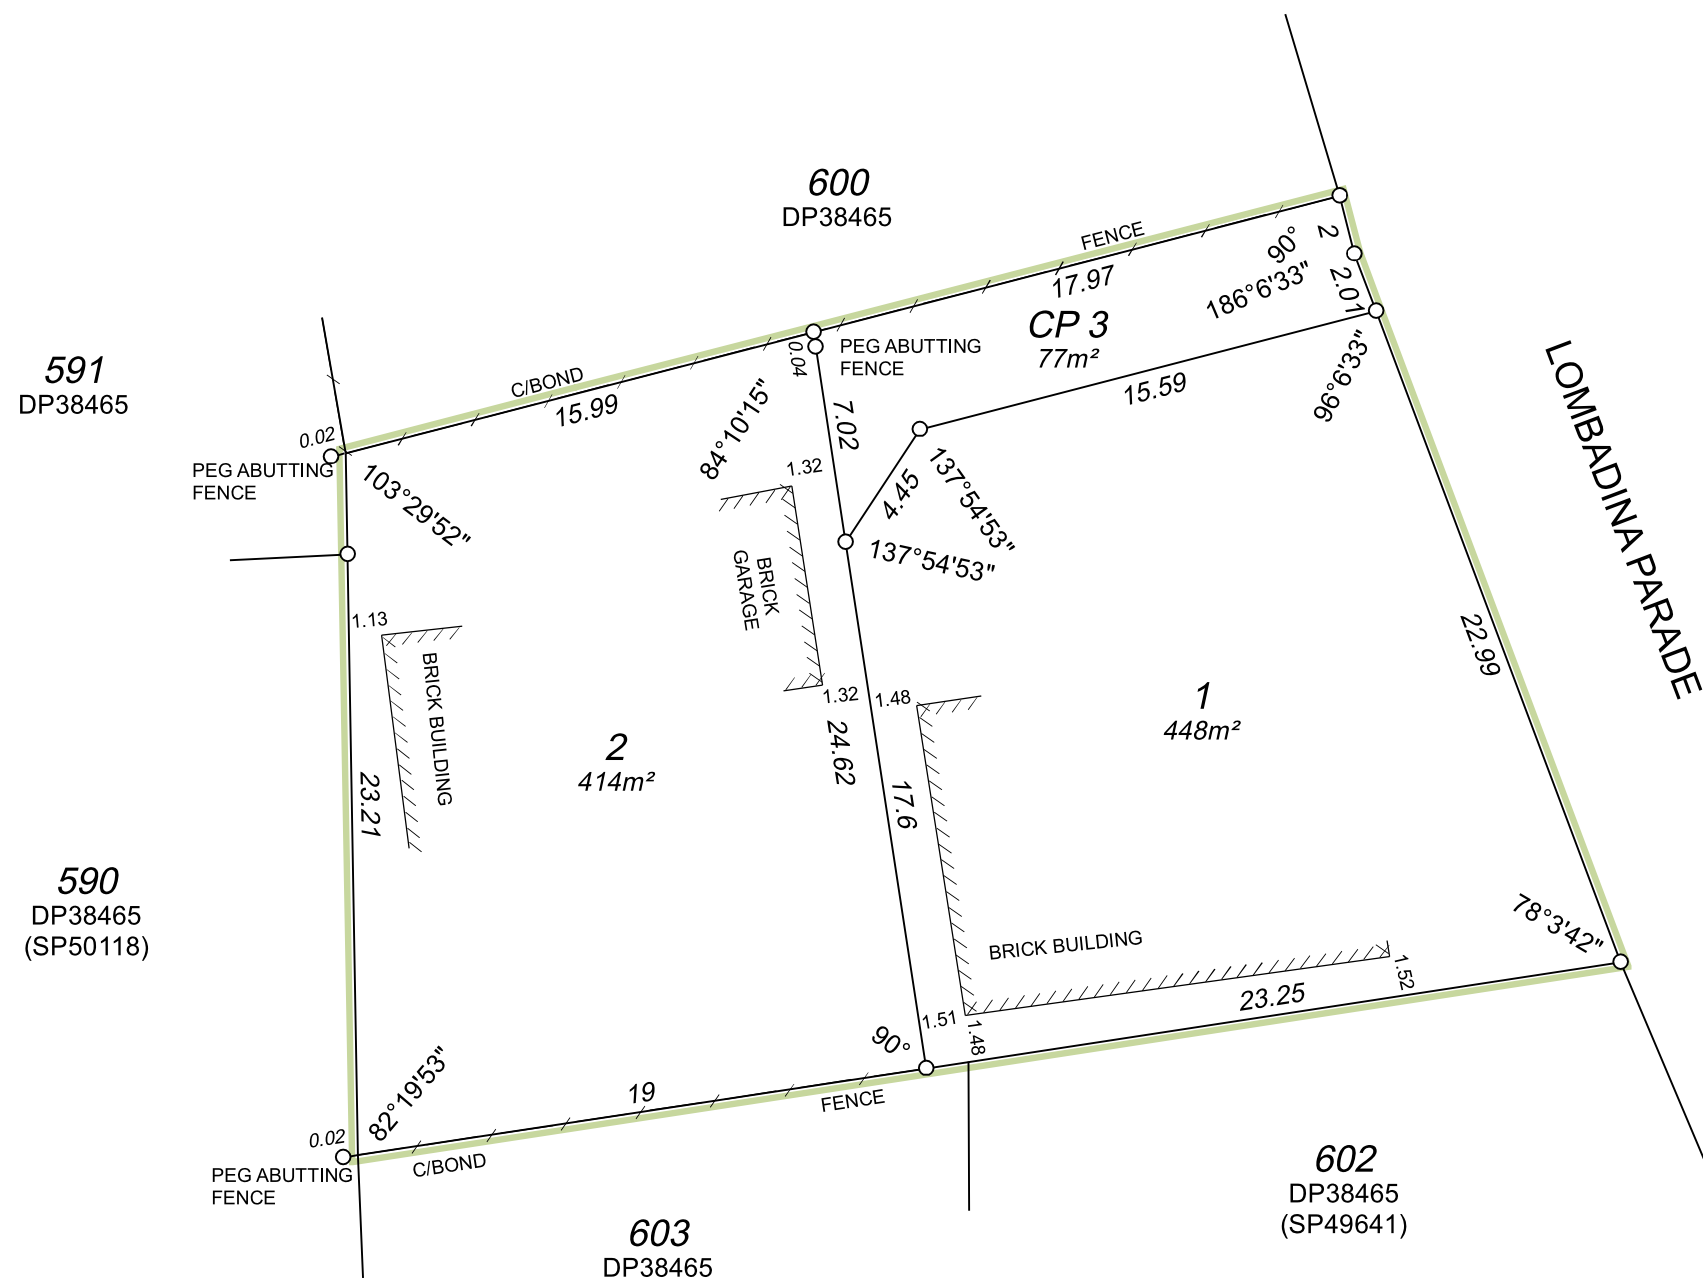 600
DP38465
FENCE
90°
2
17.97
186°6'33"
2.01
CP 3
77m²
PEG ABUTTING
FENCE
0.04
591
DP38465
C/BOND
15.99
84°10'15"
7.02
15.59
96°6'33"
LOMBADINA PARADE
0.02
PEG ABUTTING
FENCE
103°29'52"
1.32
4.45
137°54'53"
137°54'53"
BRICK
GARAGE
1.13
BRICK BUILDING
22.99
1.32
1.48
1
448m²
2
414m²
24.62
23.21
17.6
590
DP38465
(SP50118)
78°3'42"
BRICK BUILDING
1.52
23.25
1.51
1.48
90°
82°19'53"
19
FENCE
0.02
C/BOND
PEG ABUTTING
FENCE
602
DP38465
(SP49641)
603
DP38465